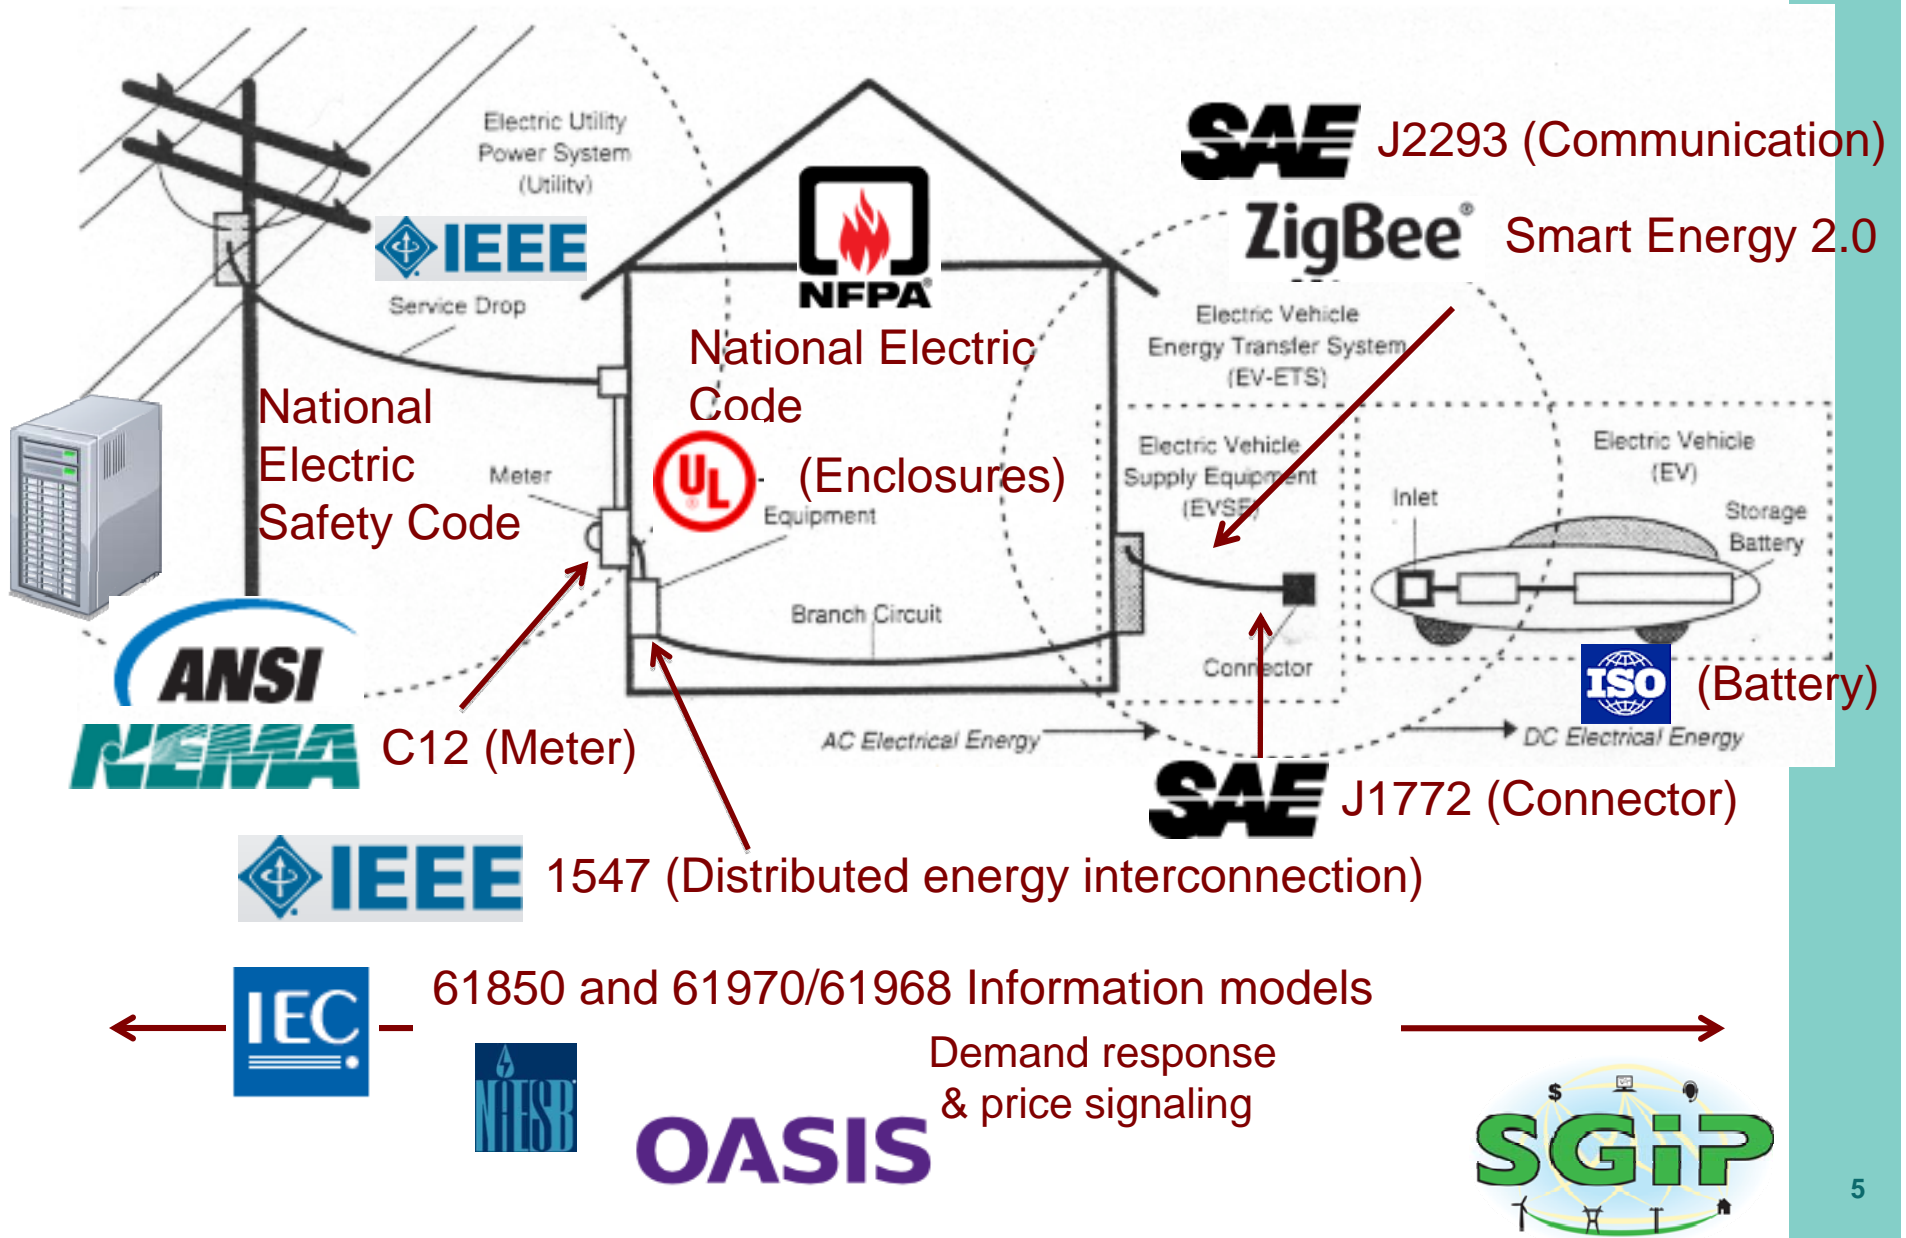 Electric Utility
Power System
(Utility)
IEEE
Service Drop
National
Electric
Safety Code
Meter
NFPA
National Electric
Code
UL
®
(Enclosures)
Equipment
Branch Circuit
SAE J2293 (Communication)
ZigBee® Smart Energy 2.0
Electric Vehicle
Energy Transfer System
(EV-ETS)
Electric Vehicle
Supply Equipment
(EVSE)
Connector
Electric Vehicle
(EV)
Inlet
Storage
Battery
ISO (Battery)
AC Electrical Energy
DC Electrical Energy
ANSI
NEMA
C12 (Meter)
SAE J1772 (Connector)
IEEE 1547 (Distributed energy interconnection)
IEC
61850 and 61970/61968 Information models
Demand response
& price signaling
NAESB
OASIS
$
SGiP
5